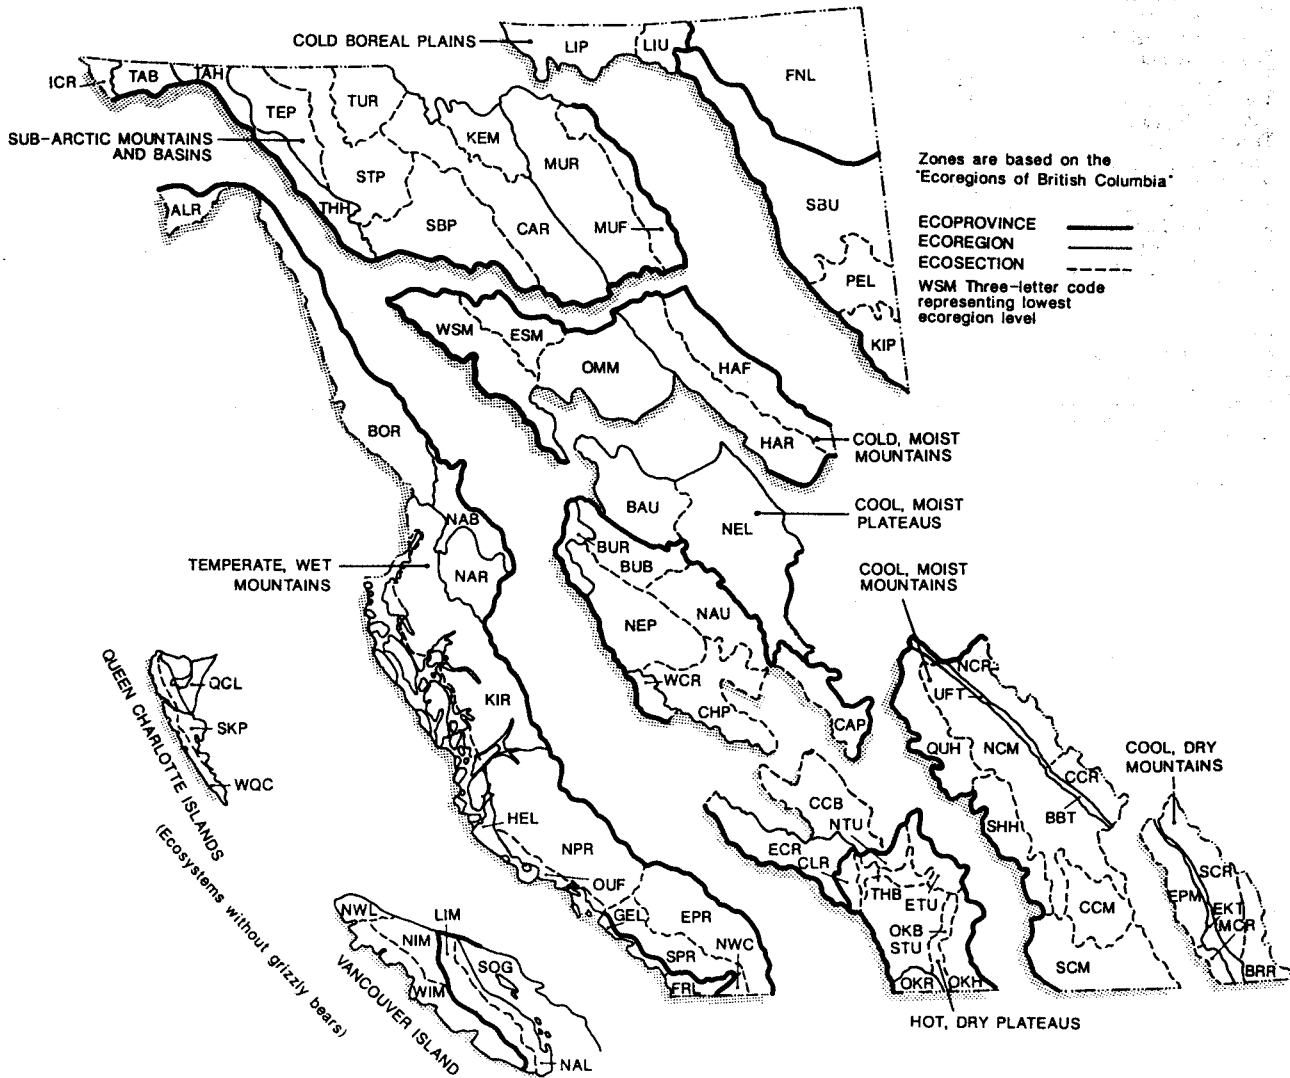 COLD BOREAL PLAINS
LIP
LIU
FNL
ICR
TAB
AH
TEP
TUR
KEM
MUR
SUB-ARCTIC MOUNTAINS
AND BASINS
STP
THH
SBP
CAR
MUF
ALR
SBU
PEL
KIP
Zones are based on the
"Ecoregions of British Columbia"
ECOPROVINCE
ECOREGION
ECOSECTION
WSM Three-letter code
representing lowest
ecoregion level
WSM
ESM
OMM
HAF
HAR
COLD, MOIST
MOUNTAINS
BOR
BAU
NEL
COOL, MOIST
PLATEAUS
NAB
NAR
TEMPERATE, WET
MOUNTAINS
BUR
BUB
NAU
NEP
WCR
CHP
CAP
COOL, MOIST
MOUNTAINS
NCR
UFT
QUH
NCM
CCR
BBT
SHH
CCM
SCM
COOL, DRY
MOUNTAINS
SCR
EPM
EKT
MCR
BRR
QCL
SKP
WQC
QUEEN CHARLOTTE ISLANDS
(Ecosystems without grizzly bears)
KIR
HEL
NPR
OUF
GEL
EPR
SPR
NWC
FRL
CCB
NTU
ECR
CLR
THB
ETU
OKB
STU
OKR
OKH
HOT, DRY PLATEAUS
NWL
LIM
NIM
SOG
WIM
NAL
VANCOUVER ISLAND